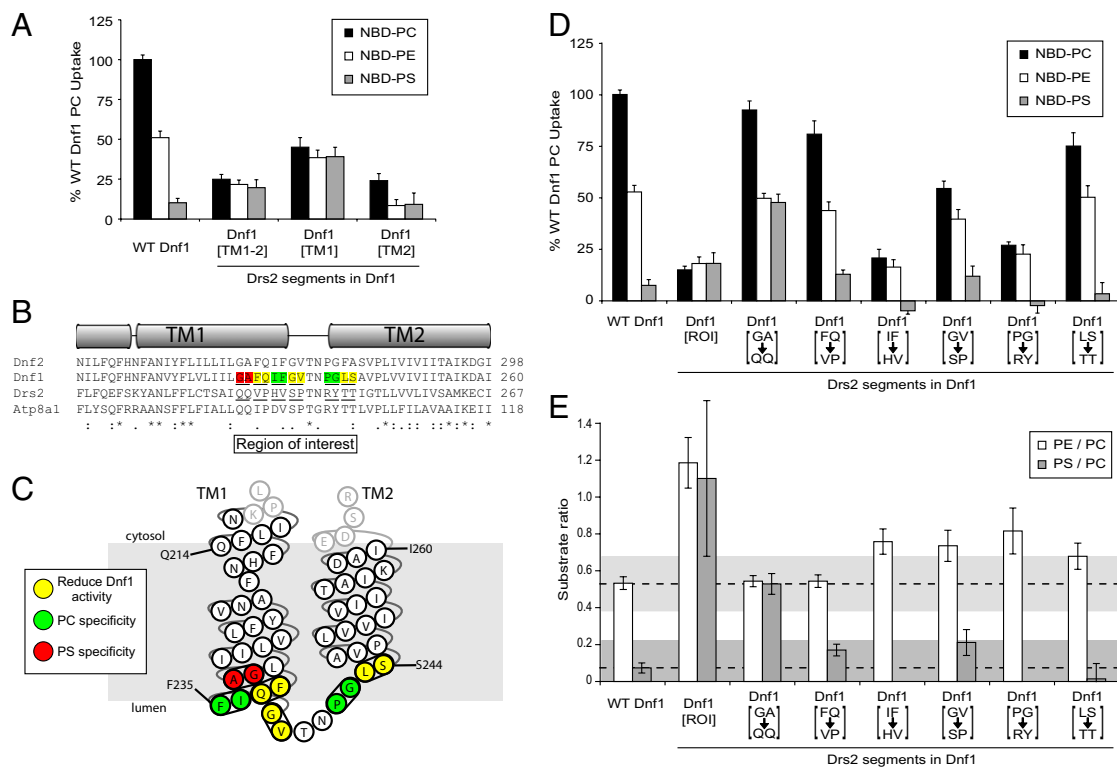 A
% WT Dnf1 PC Uptake
125
100
75
50
25
0
NBD-PC
NBD-PE
NBD-PS
WT Dnf1
Dnf1
[TM1-2]
Dnf1
[TM1]
Dnf1
[TM2]
Drs2 segments in Dnf1
B
TM1
TM2
Dnf2 NILFQFHNFANIYFLILLILGAFQIFGVTNPGFASVPLIVIVIITAIKDGI 298
Dnf1 NILFQFHNFANVYFLVLIILGAFQIFGVTNPGLSAVPLVVIVIITAIKDAI 260
Drs2 FLFQEFSKYANLFFLCTSAIQQVPHVSPTNRYTTIGTLLVVLIVSAMKECI 267
Atp8a1 FLYSQFRRAANSFFLFIALLQQIPDVSPTGRYTTLVPLLFILAVAAIKEII 118
Region of interest
C
TM1
TM2
cytosol
lumen
Q214
F235
I260
S244
Reduce Dnf1
activity
PC specificity
PS specificity
L
K P
N
Q F L I
N H F
F
V N A
L F Y
I I L V
A G L
F I Q F
G
V T N
P G
L S
A V P
L V V I
V I I
T A I K
D A I
E D
S
R
D
% WT Dnf1 PC Uptake
125
100
75
50
25
0
NBD-PC
NBD-PE
NBD-PS
WT Dnf1
Dnf1
[ROI]
Dnf1
GA
QQ
Dnf1
FQ
VP
Dnf1
IF
HV
Dnf1
GV
SP
Dnf1
PG
RY
Dnf1
LS
TT
Drs2 segments in Dnf1
E
Substrate ratio
1.4
1.2
1.0
0.8
0.6
0.4
0.2
0
PE / PC
PS / PC
WT Dnf1
Dnf1
[ROI]
Dnf1
GA
QQ
Dnf1
FQ
VP
Dnf1
IF
HV
Dnf1
GV
SP
Dnf1
PG
RY
Dnf1
LS
TT
Drs2 segments in Dnf1